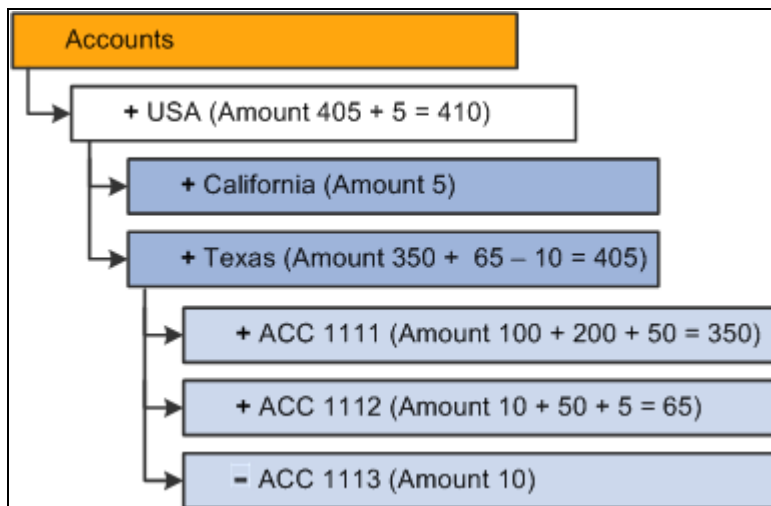 Accounts
+ USA (Amount 405 + 5 = 410)
+ California (Amount 5)
+ Texas (Amount 350 +  65 – 10 = 405)
+ ACC 1111 (Amount 100 + 200 + 50 = 350)
+ ACC 1112 (Amount 10 + 50 + 5 = 65)
- ACC 1113 (Amount 10)